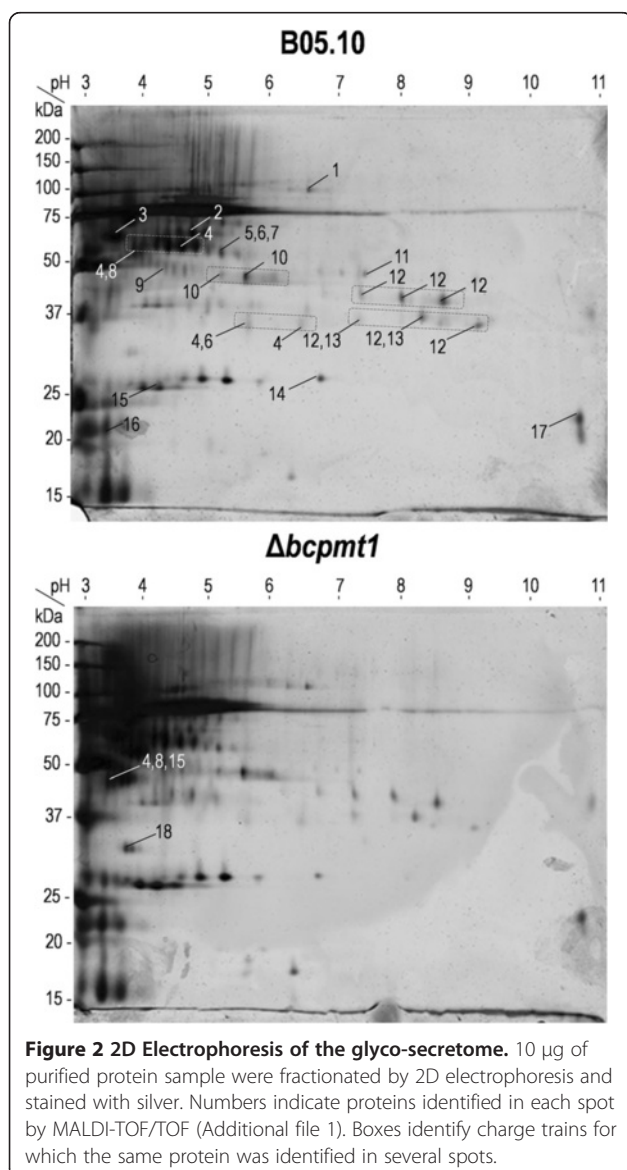 B05.10
pH 3 4 5 6 7 8 9 10 11
kDa
200
150
100
1
75
3 2
4 5,6,7
50
4,8 10 11
9 10 12 12 12
37
4,6 4 12,13 12,13 12
25
15 14
16 17
20
15
Δbcpmt1
pH 3 4 5 6 7 8 9 10 11
kDa
200
150
100
75
50
4,8,15
37
18
25
20
15
Figure 2 2D Electrophoresis of the glyco-secretome. 10 µg of
purified protein sample were fractionated by 2D electrophoresis and
stained with silver. Numbers indicate proteins identified in each spot
by MALDI-TOF/TOF (Additional file 1). Boxes identify charge trains for
which the same protein was identified in several spots.